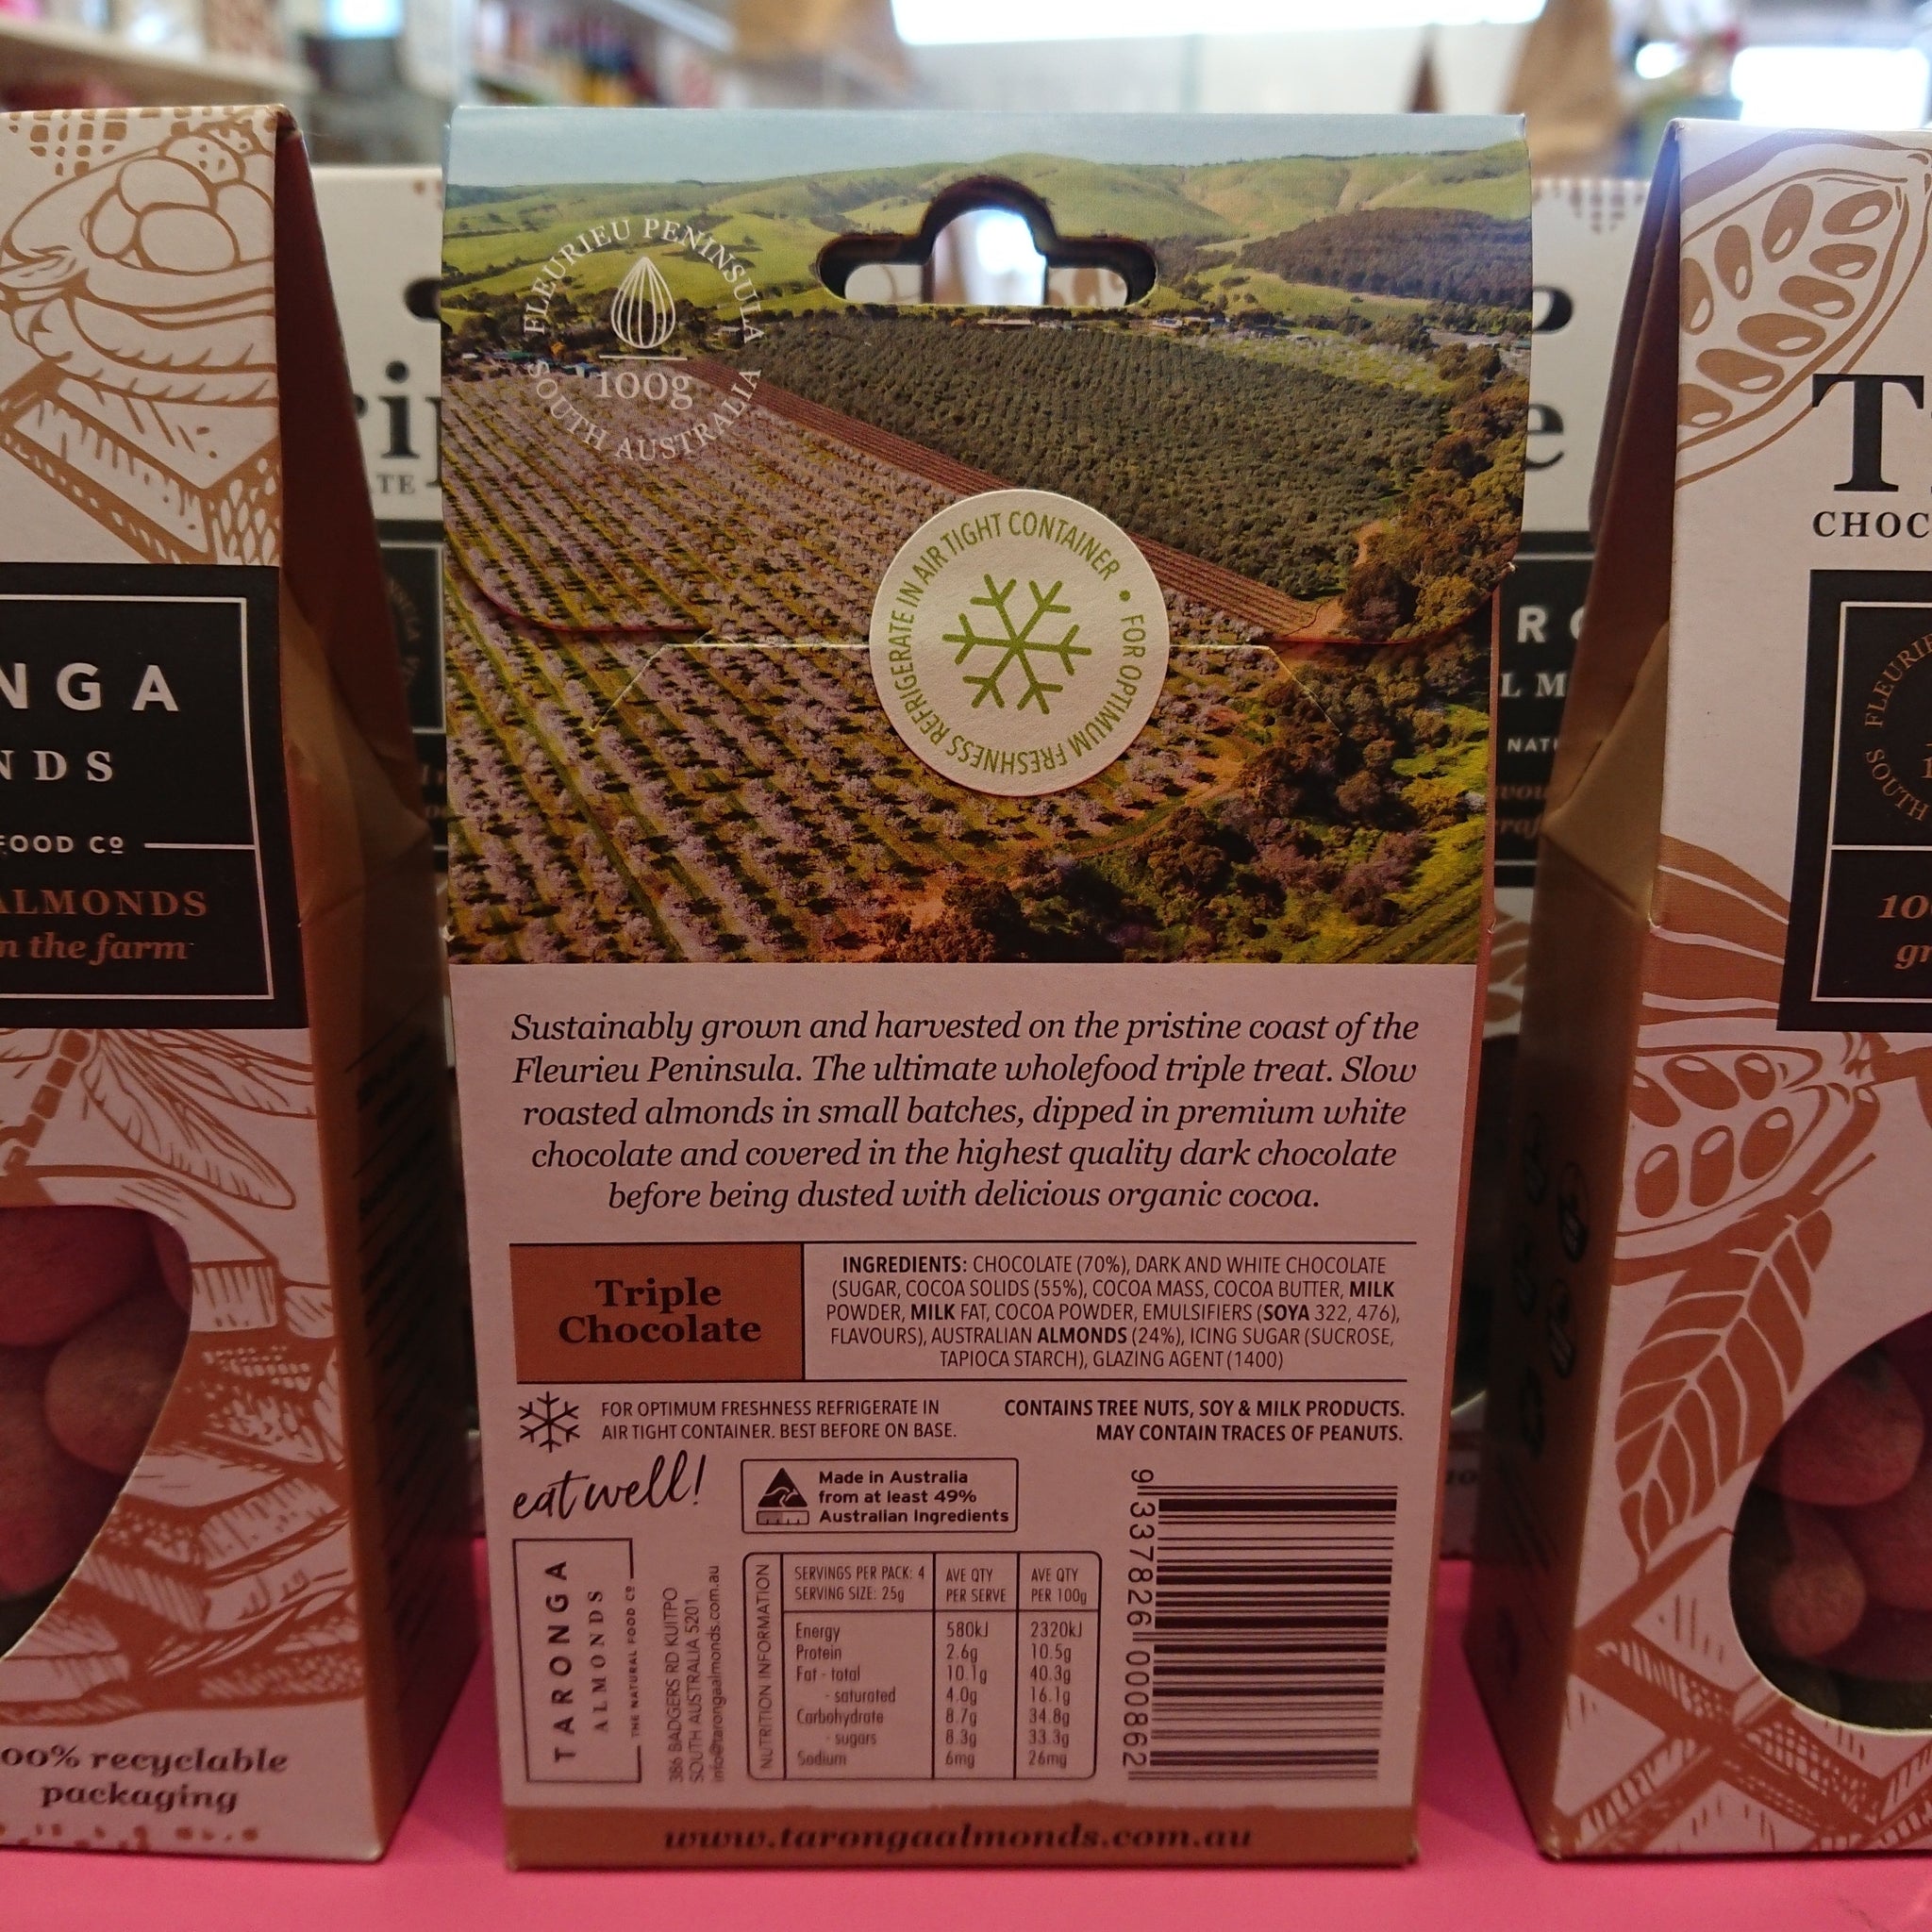 FLEURIEU PENINSULA
100g
SOUTH AUSTRALIA
REFRIGERATE IN AIR TIGHT CONTAINER • FOR OPTIMUM FRESHNESS
Sustainably grown and harvested on the pristine coast of the
Fleurieu Peninsula. The ultimate wholefood triple treat. Slow
roasted almonds in small batches, dipped in premium white
chocolate and covered in the highest quality dark chocolate
before being dusted with delicious organic cocoa.
Triple
Chocolate
INGREDIENTS: CHOCOLATE (70%), DARK AND WHITE CHOCOLATE
(SUGAR, COCOA SOLIDS (55%), COCOA MASS, COCOA BUTTER, MILK
POWDER, MILK FAT, COCOA POWDER, EMULSIFIERS (SOYA 322, 476),
FLAVOURS), AUSTRALIAN ALMONDS (24%), ICING SUGAR (SUCROSE,
TAPIOCA STARCH), GLAZING AGENT (1400)
FOR OPTIMUM FRESHNESS REFRIGERATE IN
AIR TIGHT CONTAINER. BEST BEFORE ON BASE.
CONTAINS TREE NUTS, SOY & MILK PRODUCTS.
MAY CONTAIN TRACES OF PEANUTS.
eat well!
Made in Australia
from at least 49%
Australian Ingredients
TARONGA
ALMONDS
THE NATURAL FOOD Cº
386 BADGERS RD KUITPO
SOUTH AUSTRALIA 5201
info@tarongaalmonds.com.au
NUTRITION INFORMATION
SERVINGS PER PACK: 4
SERVING SIZE: 25g
AVE QTY
PER SERVE
AVE QTY
PER 100g
Energy 580kJ 2320kJ
Protein 2.6g 10.5g
Fat - total 10.1g 40.3g
- saturated 4.0g 16.1g
Carbohydrate 8.7g 34.8g
- sugars 8.3g 33.3g
Sodium 6mg 26mg
9 337826 000862
www.tarongaalmonds.com.au
NGA
NDS
FOOD Cº
ALMONDS
the farm
00% recyclable
packaging
T
CHOC
FLEURIE
SOUTH